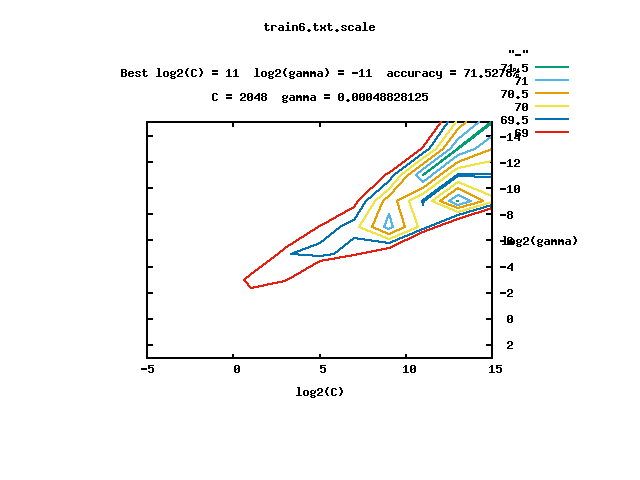 train6.txt.scale
"-"
Best log2(C) = 11 log2(gamma) = -11 accuracy = 71.5278%
71.5
71
C = 2048 gamma = 0.00048828125
70.5
70
69.5
69
-14
-12
-10
-8
-6
log2(gamma)
-4
-2
0
2
-5 0 5 10 15
log2(C)